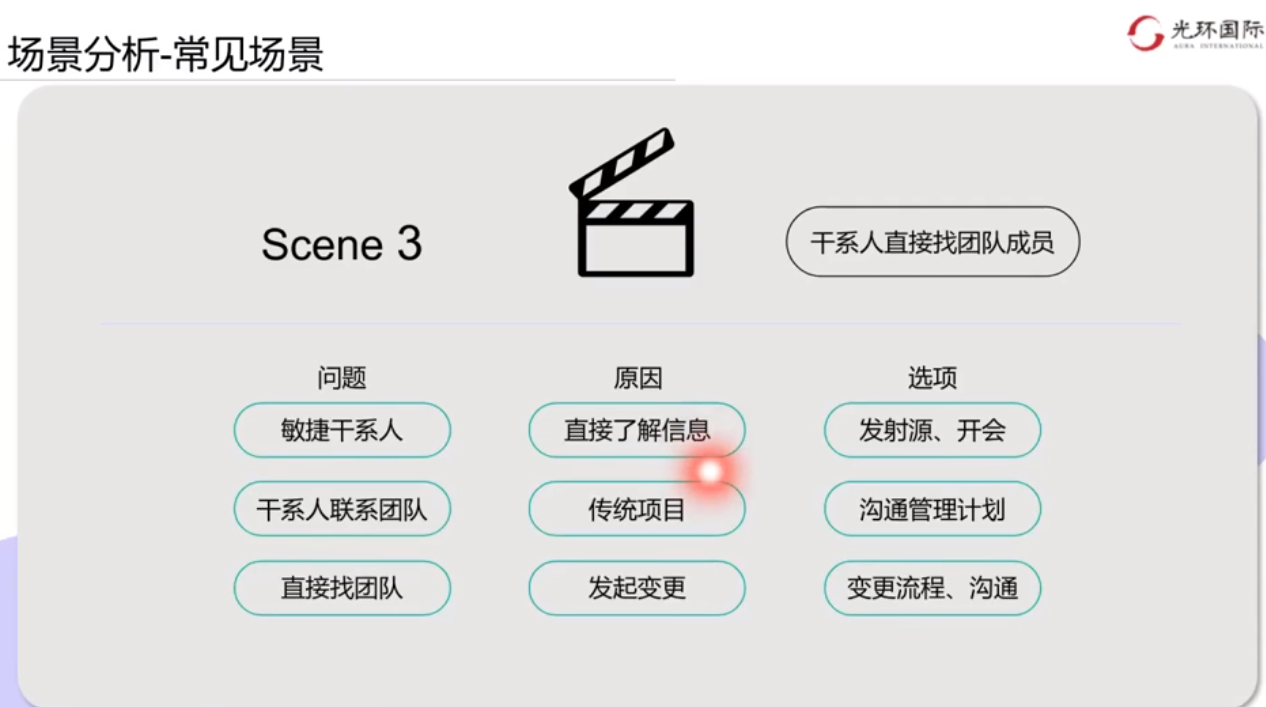 场景分析-常见场景
光环国际
AURA INTERNATIONAL
Scene 3
干系人直接找团队成员
问题
原因
选项
敏捷干系人
直接了解信息
发射源、开会
干系人联系团队
传统项目
沟通管理计划
直接找团队
发起变更
变更流程、沟通